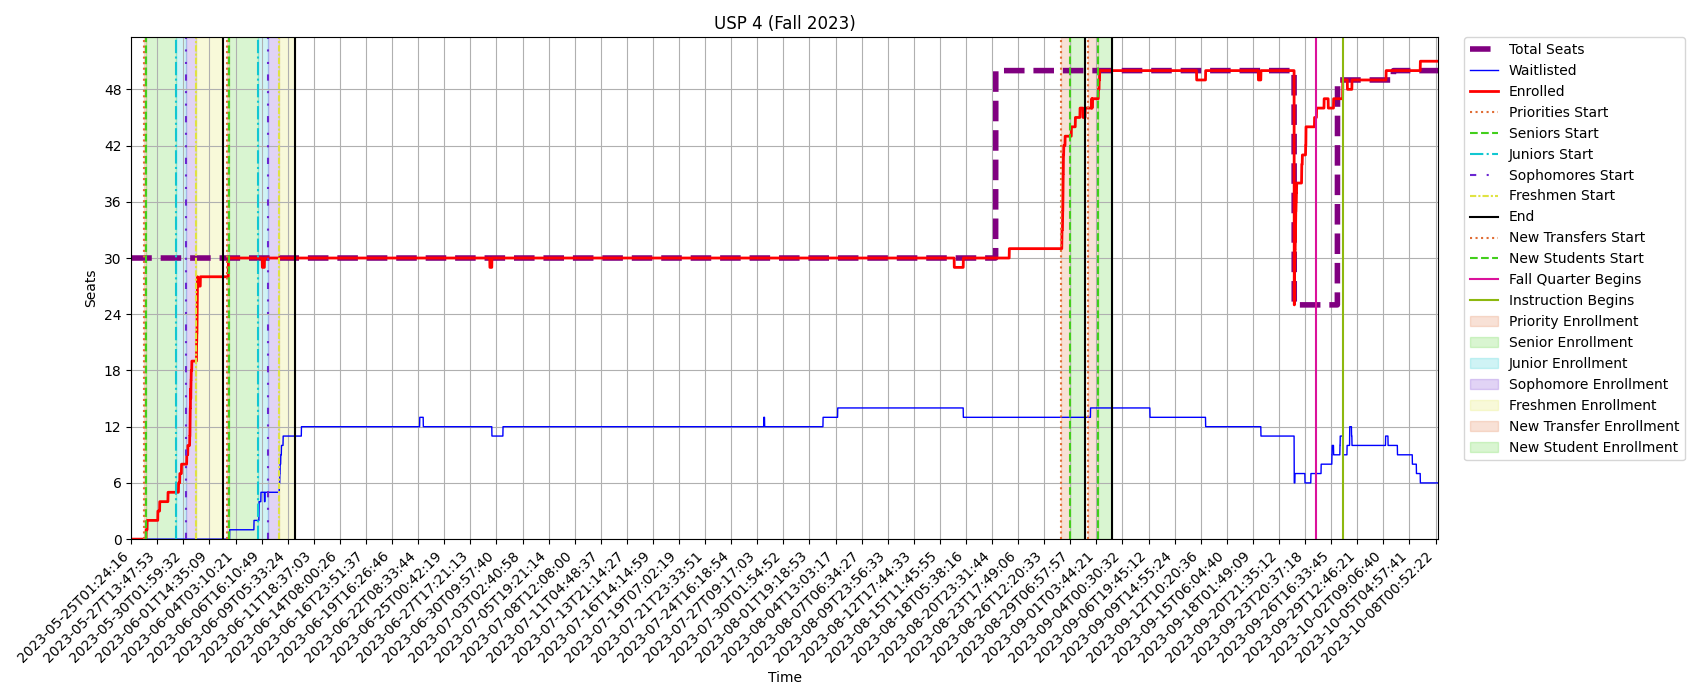 USP 4 (Fall 2023)
Seats
48
42
36
30
24
18
12
6
0
2023-05-25T01:24:16
2023-05-27T13:47:53
2023-05-30T01:59:32
2023-06-01T14:35:09
2023-06-04T03:10:21
2023-06-06T16:10:49
2023-06-09T05:33:24
2023-06-11T18:37:03
2023-06-14T08:00:26
2023-06-16T23:51:37
2023-06-19T16:26:46
2023-06-22T08:33:44
2023-06-25T00:42:19
2023-06-27T17:21:13
2023-06-30T09:57:40
2023-07-03T02:40:58
2023-07-05T19:21:14
2023-07-08T12:08:00
2023-07-11T04:48:37
2023-07-13T21:14:27
2023-07-16T14:14:59
2023-07-19T07:02:19
2023-07-21T23:33:51
2023-07-24T16:18:54
2023-07-27T09:17:03
2023-07-30T01:54:52
2023-08-01T19:18:53
2023-08-04T13:03:17
2023-08-07T06:34:27
2023-08-09T23:56:33
2023-08-12T17:44:33
2023-08-15T11:45:55
2023-08-18T05:38:16
2023-08-20T23:31:44
2023-08-23T17:49:06
2023-08-26T12:20:33
2023-08-29T06:57:57
2023-09-01T03:44:21
2023-09-04T00:30:32
2023-09-06T19:45:12
2023-09-09T14:55:24
2023-09-12T10:20:36
2023-09-15T06:04:40
2023-09-18T01:49:09
2023-09-20T21:35:12
2023-09-23T20:37:18
2023-09-26T16:33:45
2023-09-29T12:46:21
2023-10-02T09:06:40
2023-10-05T04:57:41
2023-10-08T00:52:22
Time
Total Seats
Waitlisted
Enrolled
Priorities Start
Seniors Start
Juniors Start
Sophomores Start
Freshmen Start
End
New Transfers Start
New Students Start
Fall Quarter Begins
Instruction Begins
Priority Enrollment
Senior Enrollment
Junior Enrollment
Sophomore Enrollment
Freshmen Enrollment
New Transfer Enrollment
New Student Enrollment